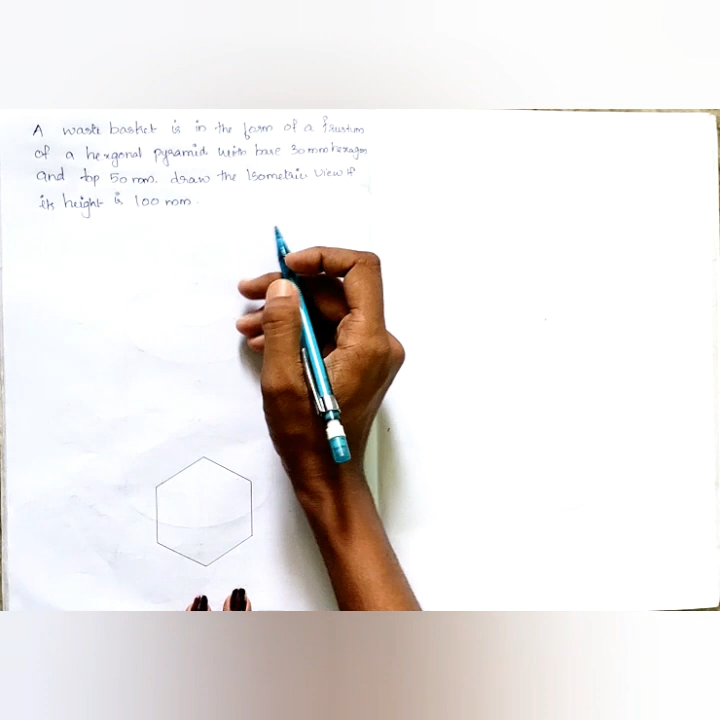 A waste basket is in the form of a frustum
of a hexgonal pyramid with base 30 mm hexagon
and top 50 mm. draw the Isometric view if
its height is 100 mm.